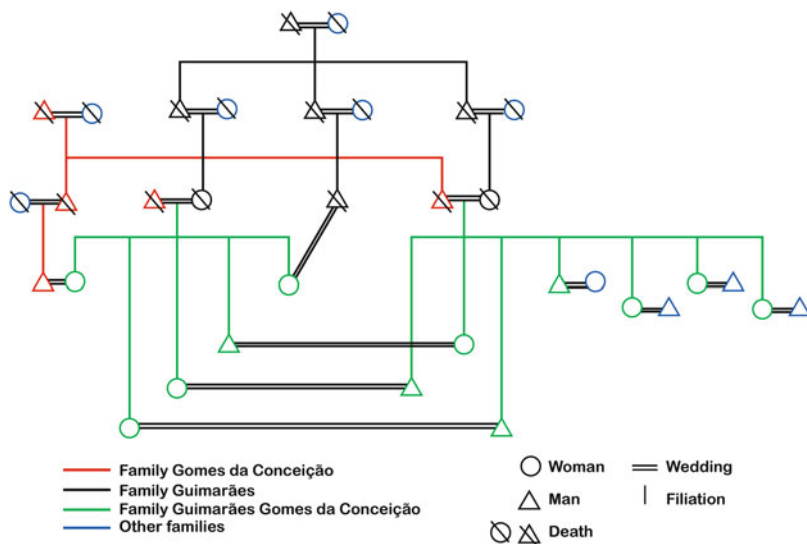 Family Gomes da Conceição
Family Guimarães
Family Guimarães Gomes da Conceição
Other families
Woman
Wedding
Man
Filiation
Death